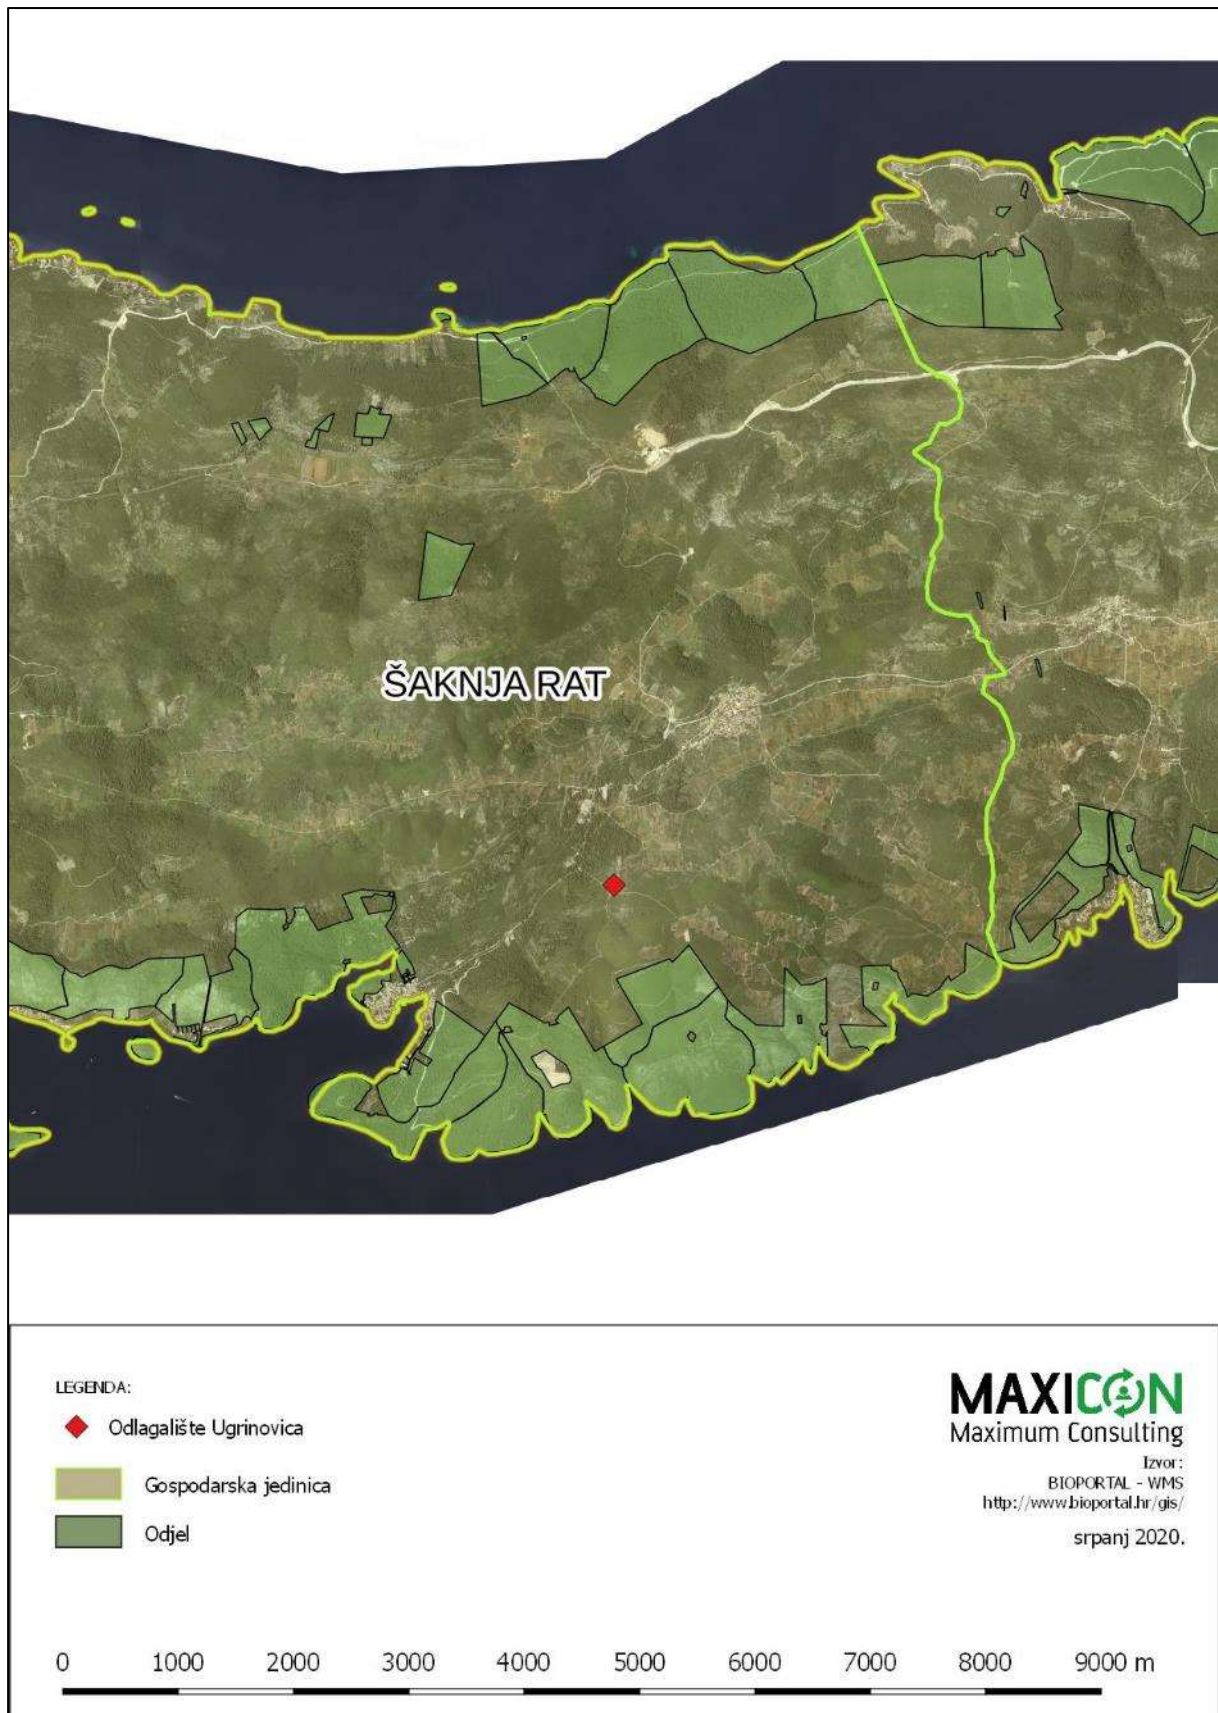 ŠAKNJA RAT
LEGENDA:
Odlagalište Ugrinovica
Gospodarska jedinica
Odjel
MAXICON
Maximum Consulting
Izvor:
BIOPORTAL - WMS
http://www.bioportal.hr/gis/
srpanj 2020.
0 1000 2000 3000 4000 5000 6000 7000 8000 9000 m